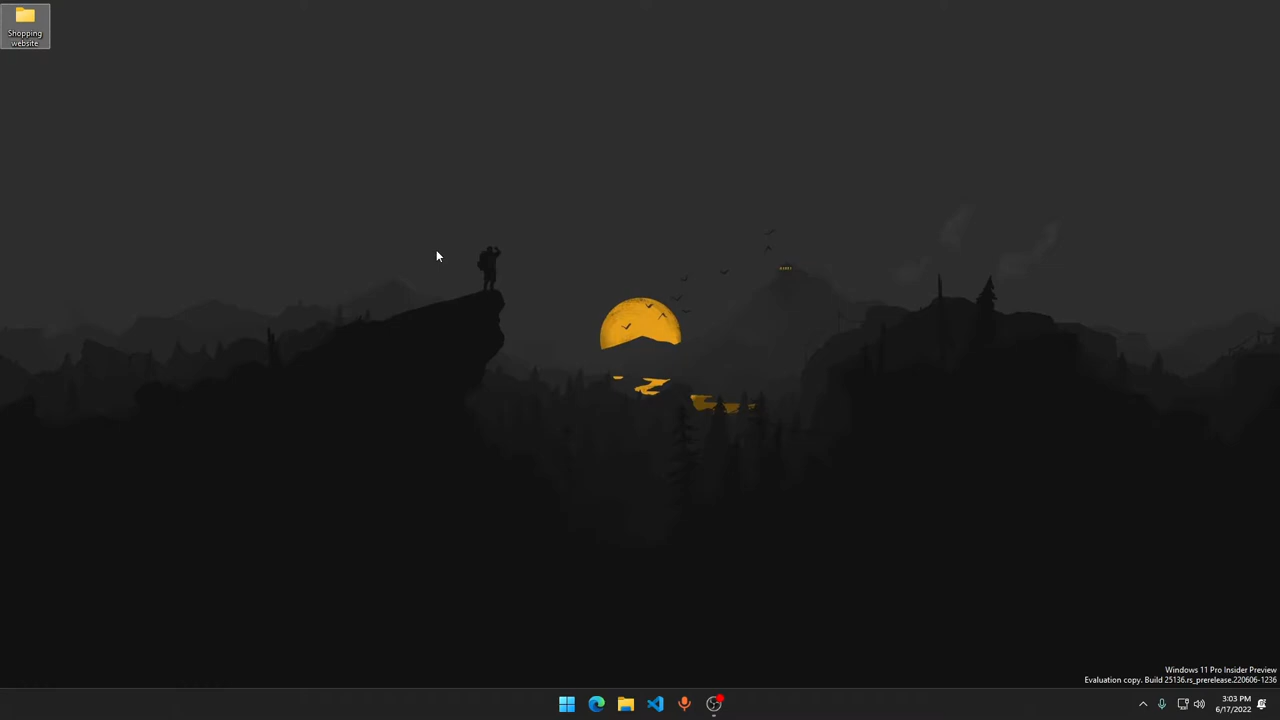 Shopping
website
Windows 11 Pro Insider Preview
Evaluation copy. Build 25136.rs_prerelease.220606-1236
3:03 PM
6/17/2022